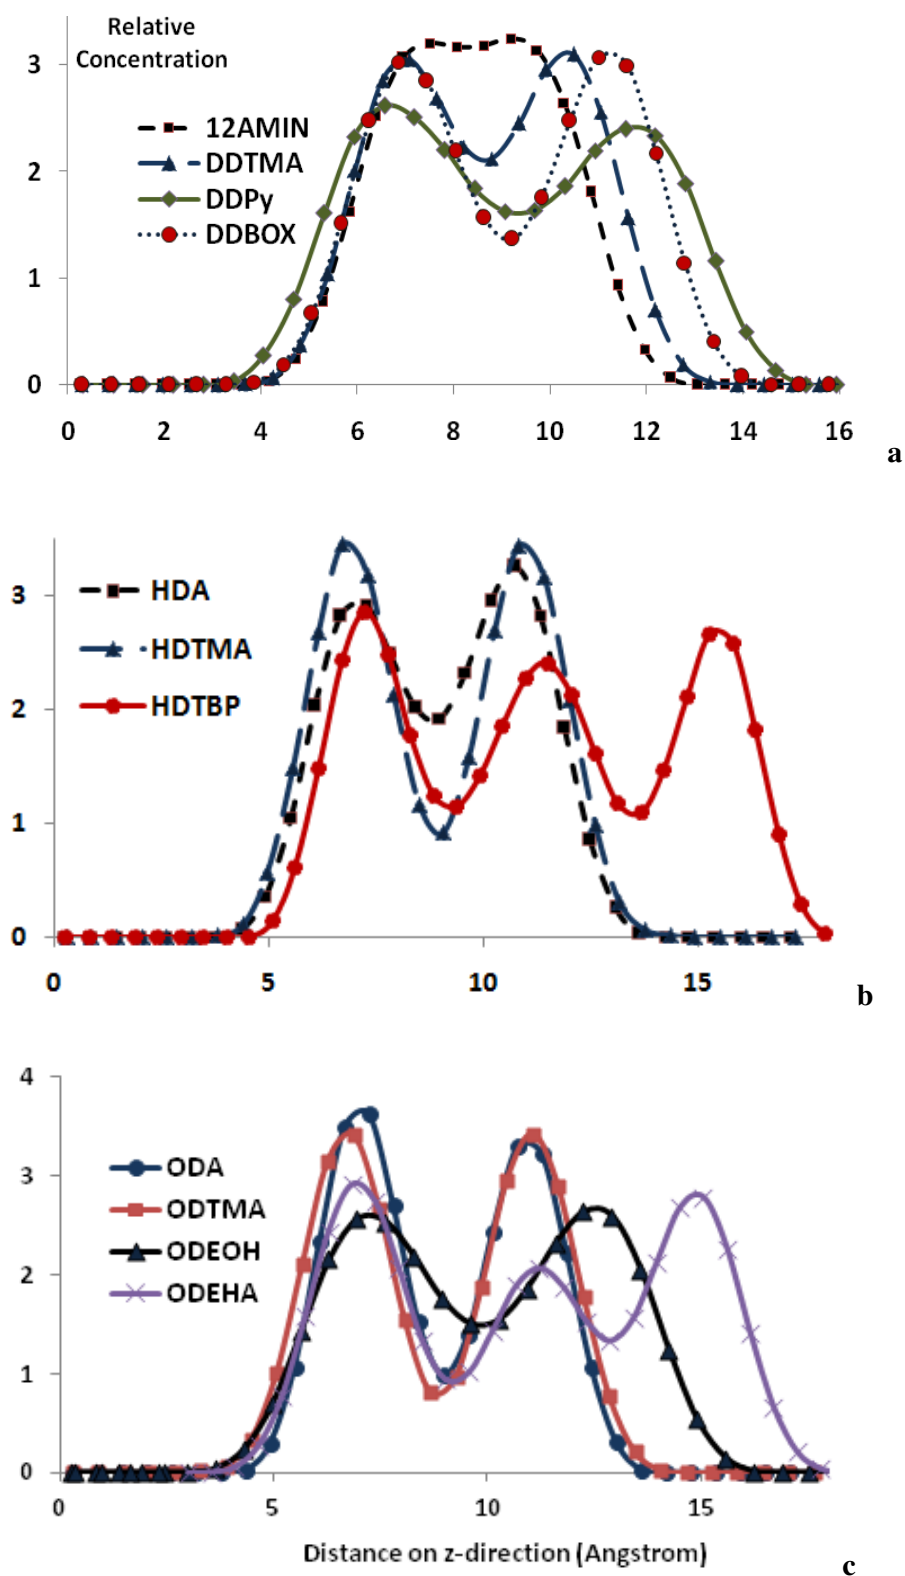 Relative
Concentration
3
2
1
0
12AMIN
DDTMA
DDPy
DDBOX
0 2 4 6 8 10 12 14 16
a
3
2
1
0
HDA
HDTMA
HDTBP
0 5 10 15
b
4
3
2
1
0
ODA
ODTMA
ODEOH
ODEHA
0 5 10 15
Distance on z-direction (Angstrom)
c